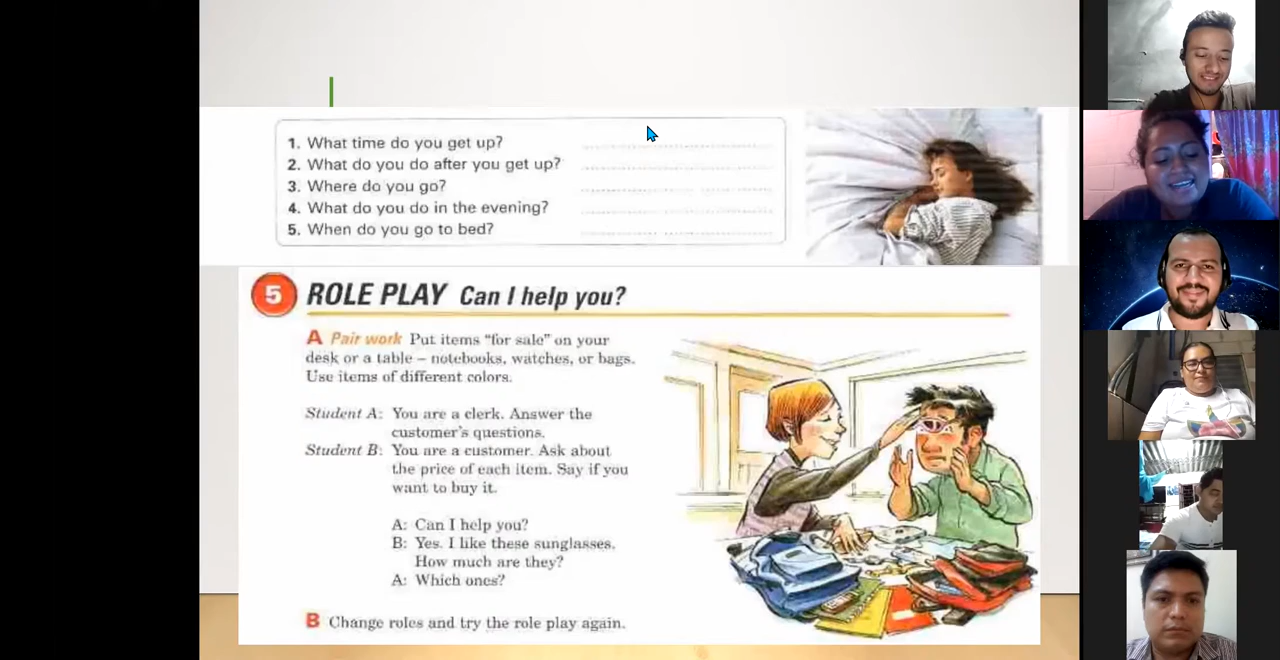 1. What time do you get up?
2. What do you do after you get up?
3. Where do you go?
4. What do you do in the evening?
5. When do you go to bed?
5 ROLE PLAY Can I help you?
A Pair work Put items "for sale" on your
desk or a table – notebooks, watches, or bags.
Use items of different colors.
Student A: You are a clerk. Answer the
customer's questions.
Student B: You are a customer. Ask about
the price of each item. Say if you
want to buy it.
A: Can I help you?
B: Yes. I like these sunglasses.
How much are they?
A: Which ones?
B Change roles and try the role play again.